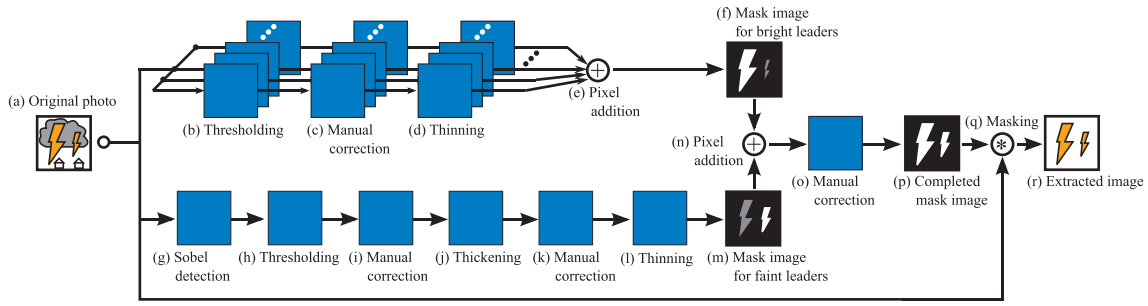 (a) Original photo
(b) Thresholding
(c) Manual
correction
(d) Thinning
(e) Pixel
addition
(f) Mask image
for bright leaders
(g) Sobel
detection
(h) Thresholding
(i) Manual
correction
(j) Thickening
(k) Manual
correction
(l) Thinning
(m) Mask image
for faint leaders
(n) Pixel
addition
(o) Manual
correction
(p) Completed
mask image
(q) Masking
(r) Extracted image